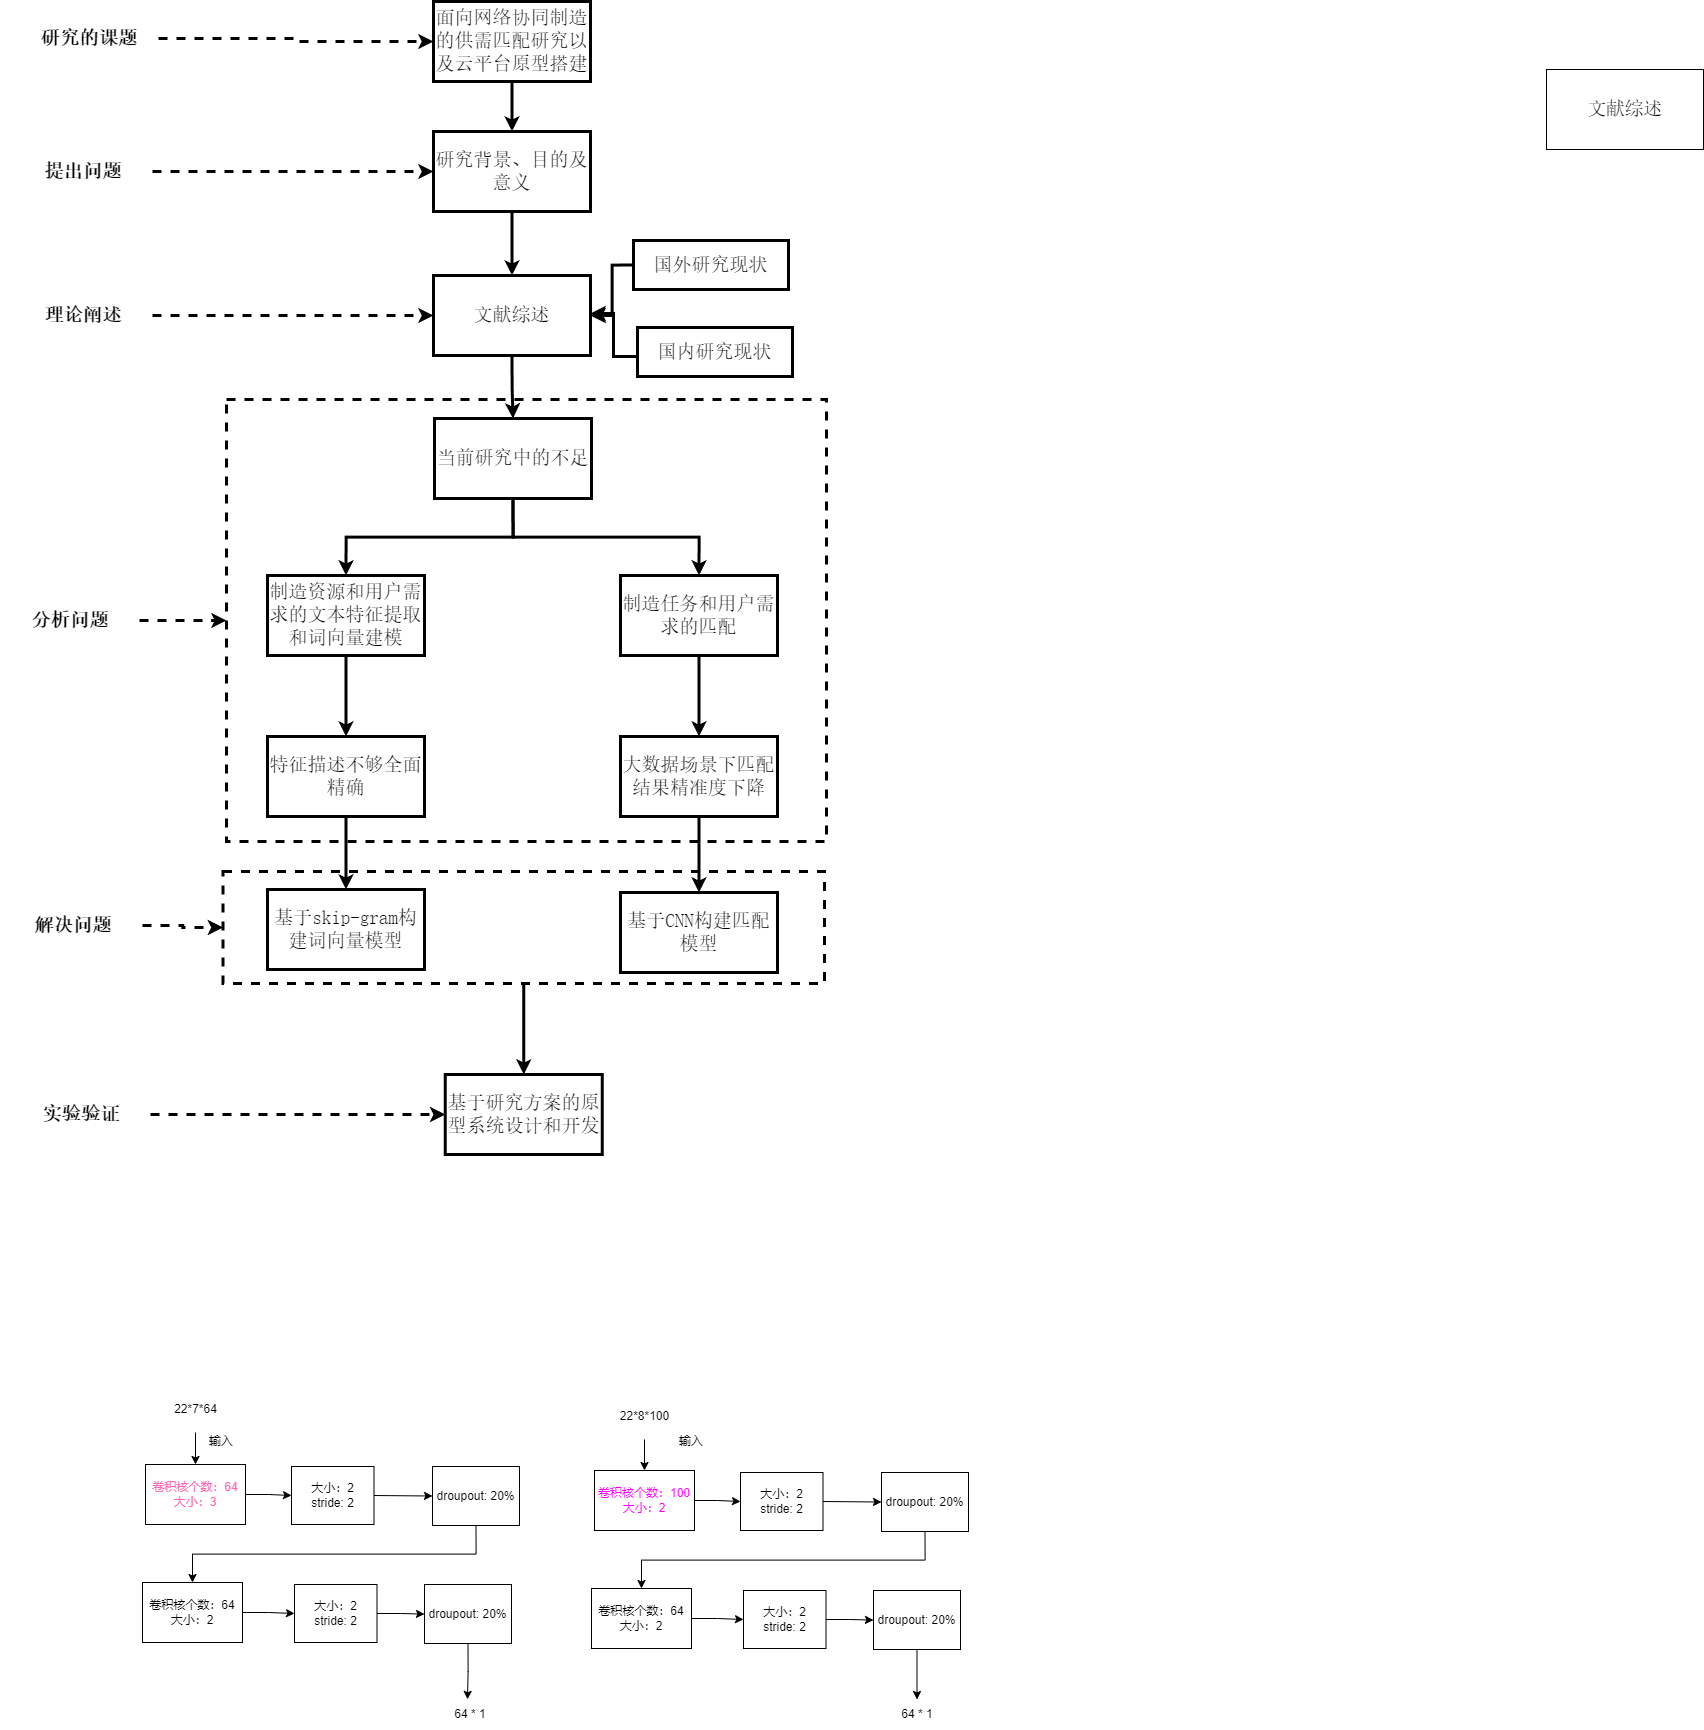 研究的课题
面向网络协同制造
的供需匹配研究以
及云平台原型搭建
文献综述
提出问题
研究背景、目的及
意义
国外研究现状
理论阐述
文献综述
国内研究现状
当前研究中的不足
分析问题
制造资源和用户需
求的文本特征提取
和词向量建模
制造任务和用户需
求的匹配
特征描述不够全面
精确
大数据场景下匹配
结果精准度下降
解决问题
基于skip-gram构
建词向量模型
基于CNN构建匹配
模型
实验验证
基于研究方案的原
型系统设计和开发
22*7*64
输入
卷积核个数：64
大小：3
大小：2
stride: 2
droupout: 20%
卷积核个数：64
大小：2
大小：2
stride: 2
droupout: 20%
64 * 1
22*8*100
输入
卷积核个数：100
大小：2
大小：2
stride: 2
droupout: 20%
卷积核个数：64
大小：2
大小：2
stride: 2
droupout: 20%
64 * 1